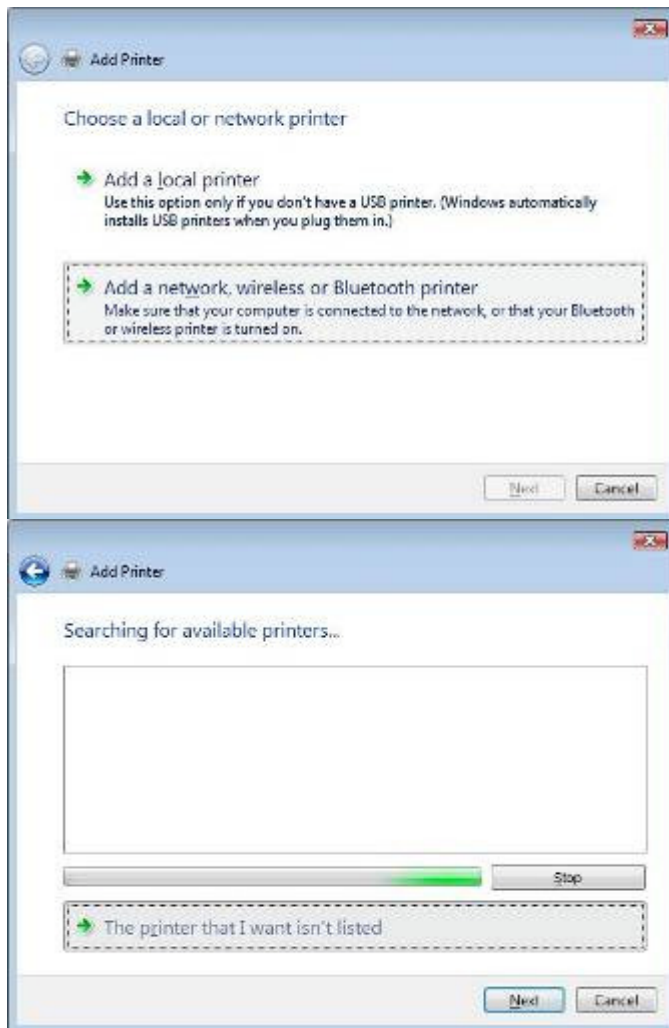 Add Printer
Choose a local or network printer
Add a local printer
Use this option only if you don't have a USB printer. (Windows automatically
installs USB printers when you plug them in.)
Add a network, wireless or Bluetooth printer
Make sure that your computer is connected to the network, or that your Bluetooth
or wireless printer is turned on.
Next Cancel
Add Printer
Searching for available printers...
Stop
The printer that I want isn't listed
Next Cancel